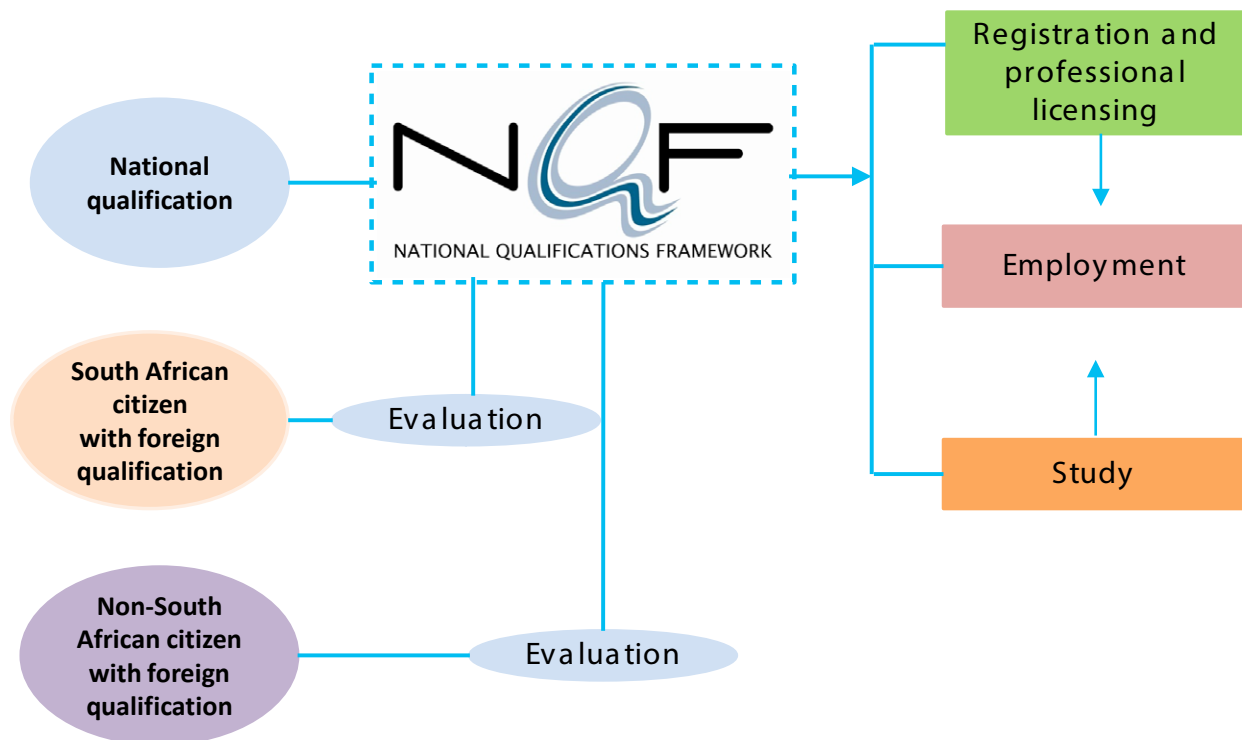 National
qualification
NQF
NATIONAL QUALIFICATIONS FRAMEWORK
South African
citizen
with foreign
qualification
Evaluation
Non-South
African citizen
with foreign
qualification
Evaluation
Registration and
professional
licensing
Employment
Study